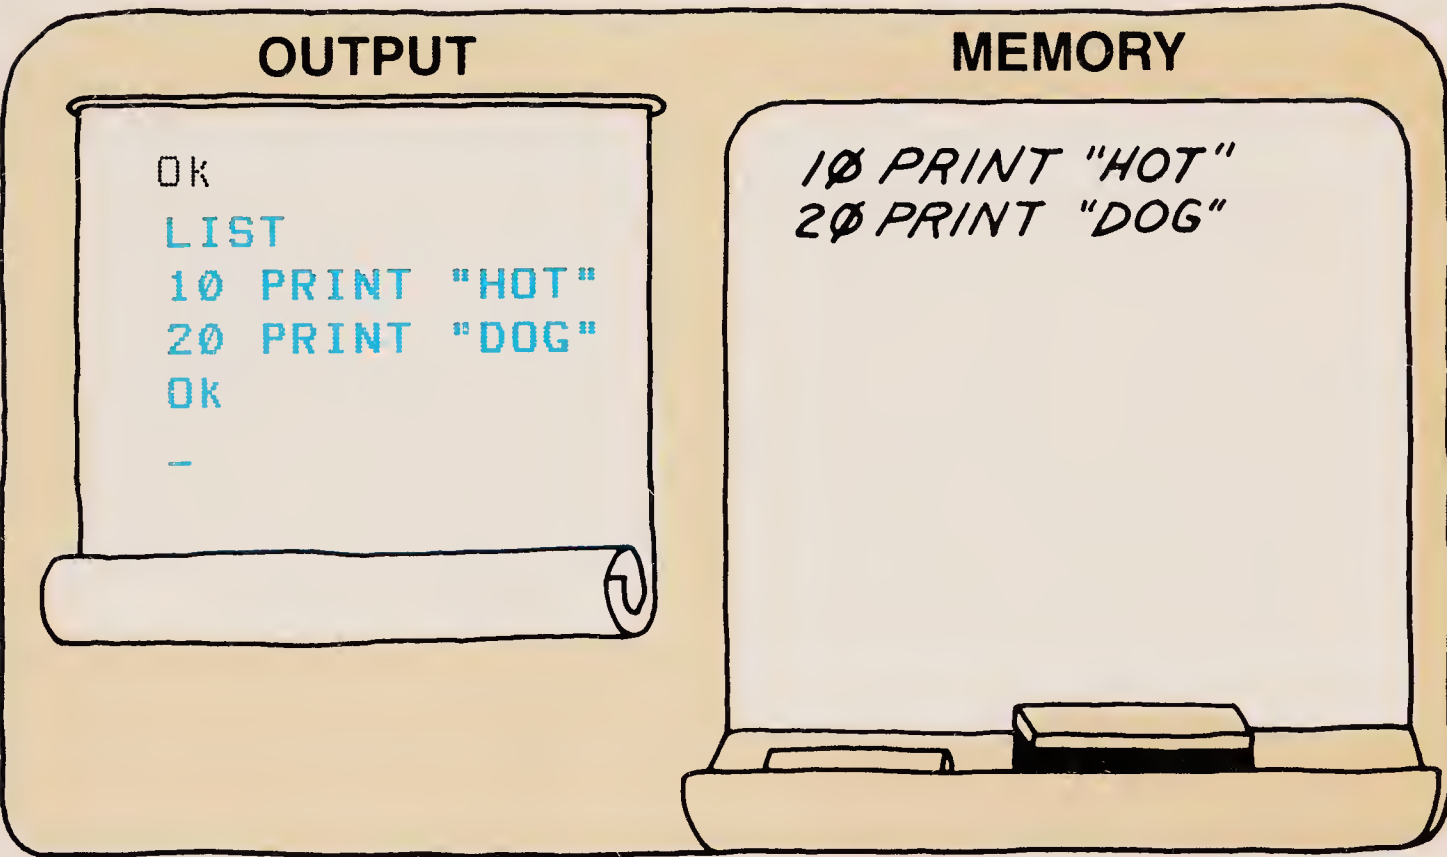 OUTPUT
Ok
LIST
10 PRINT "HOT"
20 PRINT "DOG"
Ok
_
MEMORY
10 PRINT "HOT"
20 PRINT "DOG"